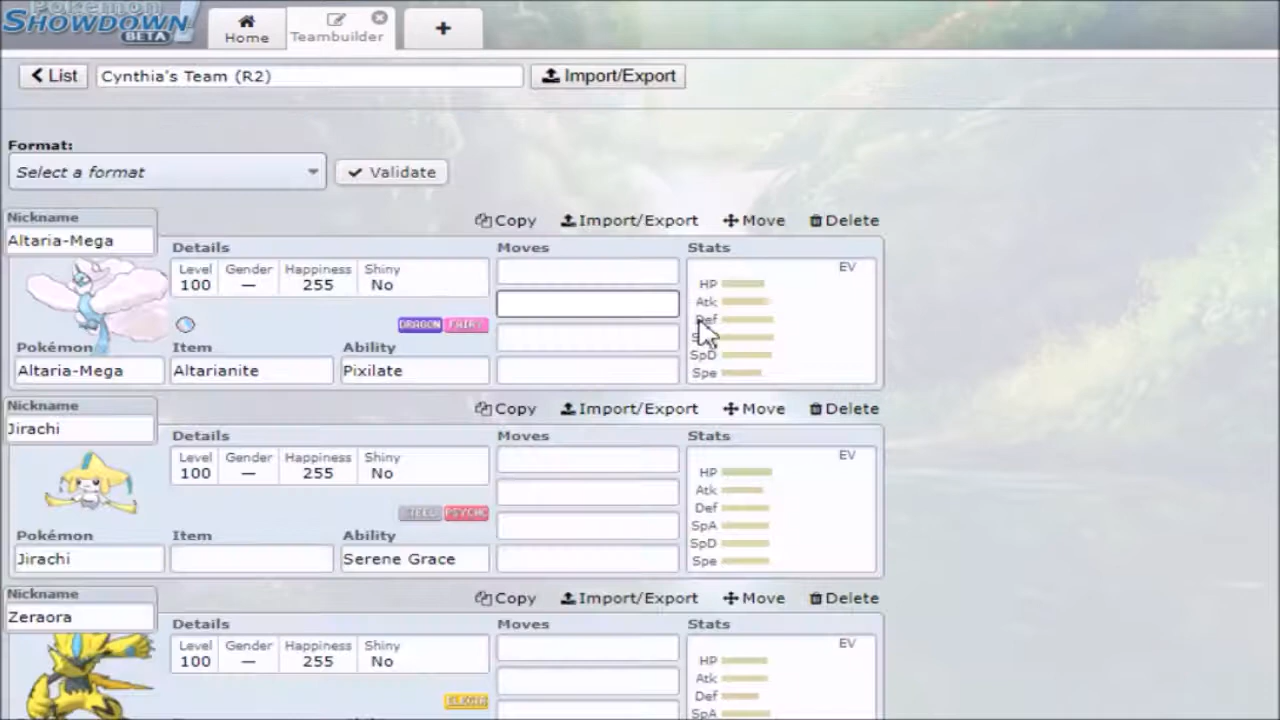 Pokémon
SHOWDOWN!
BETA
Home
Teambuilder
List
Cynthia's Team (R2)
Import/Export
Format:
Select a format
Validate
Nickname
Altaria-Mega
Copy Import/Export Move Delete
Details
Moves
Stats
Level Gender Happiness Shiny
100 — 255 No
EV
HP
Atk
Def
SpD
Spe
DRAGON FAIRY
Pokémon Item Ability
Altaria-Mega Altarianite Pixilate
Nickname
Jirachi
Copy Import/Export Move Delete
Details
Moves
Stats
Level Gender Happiness Shiny
100 — 255 No
EV
HP
Atk
Def
SpA
SpD
Spe
STEEL PSYCHC
Pokémon Item Ability
Jirachi Serene Grace
Nickname
Zeraora
Copy Import/Export Move Delete
Details
Moves
Stats
Level Gender Happiness Shiny
100 — 255 No
EV
HP
Atk
Def
SpA
ELECTR